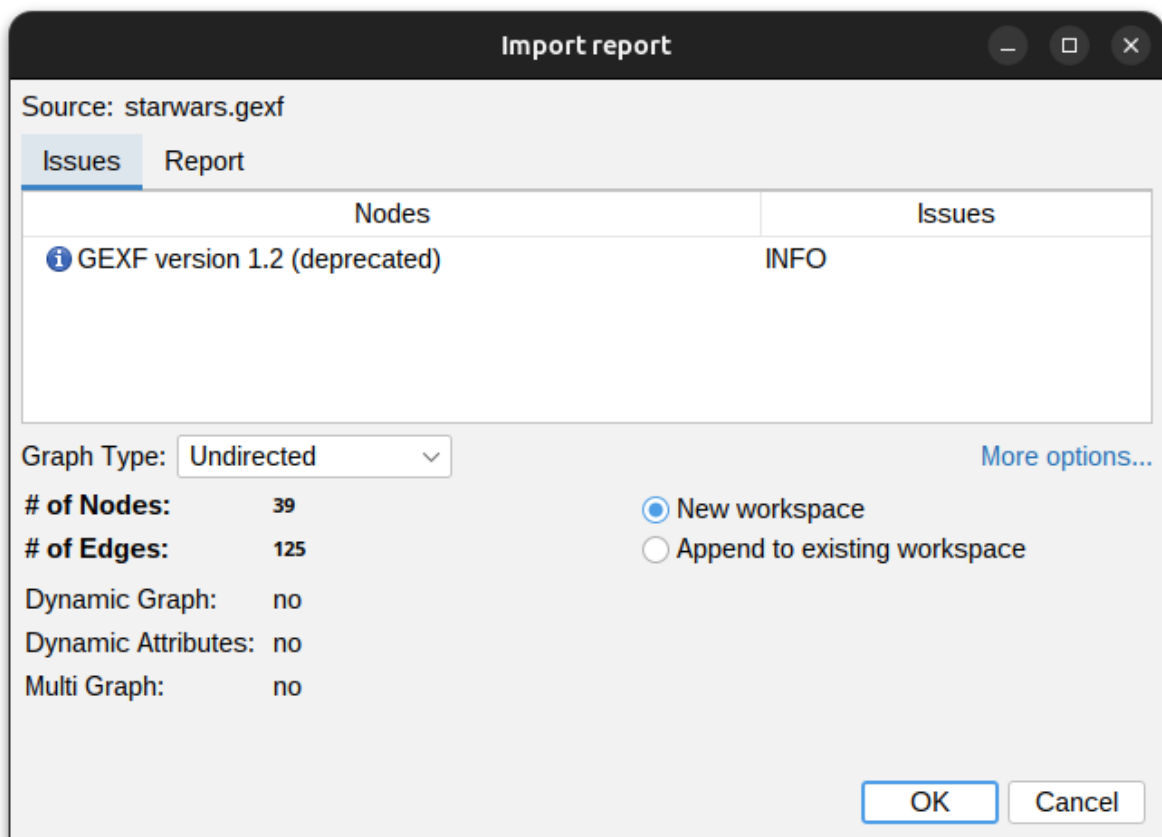 Import report
Source: starwars.gexf
Issues Report
Nodes Issues
GEXF version 1.2 (deprecated) INFO
Graph Type: Undirected More options...
# of Nodes: 39 New workspace
# of Edges: 125 Append to existing workspace
Dynamic Graph: no
Dynamic Attributes: no
Multi Graph: no
OK Cancel